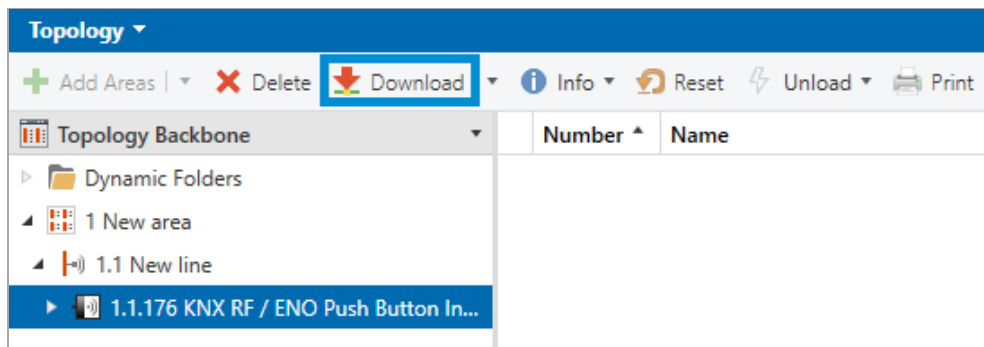 Topology
Add Areas | Delete Download Info Reset Unload Print
Topology Backbone Number Name
Dynamic Folders
1 New area
1.1 New line
1.1.176 KNX RF / ENO Push Button In...